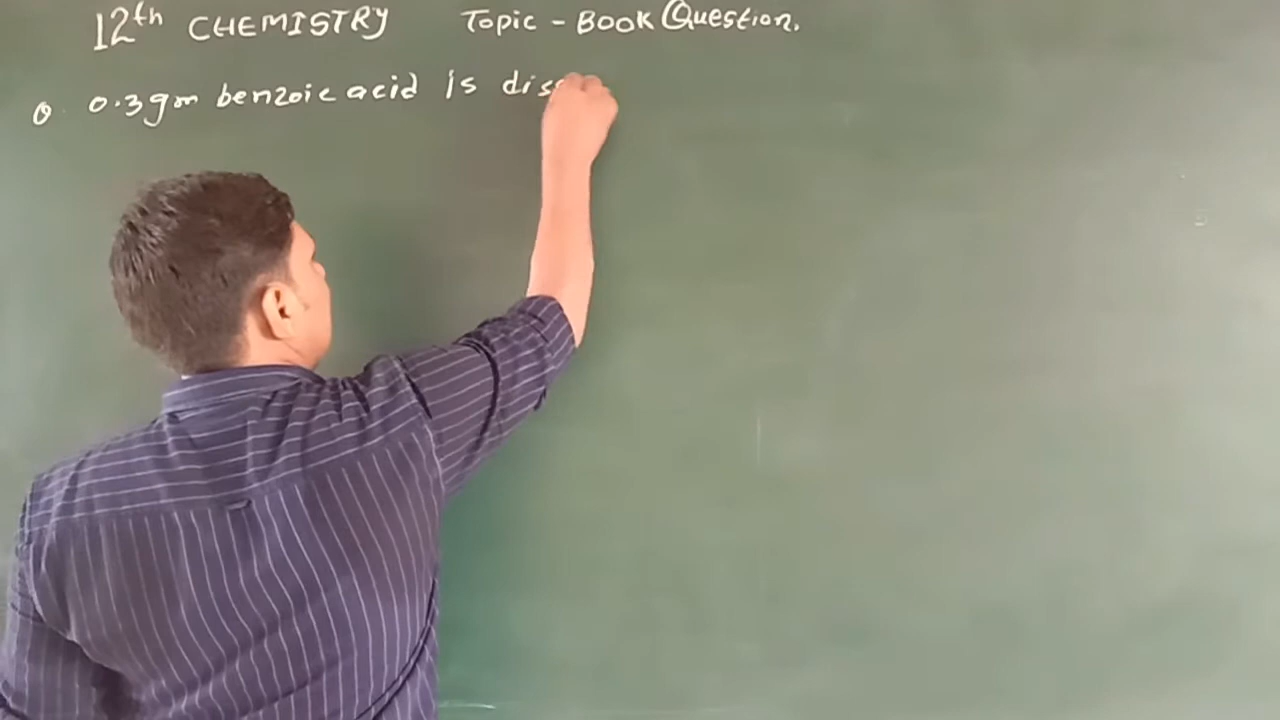 12th CHEMISTRY Topic - BOOK Question.
Q. 0.3gm benzoic acid is dis